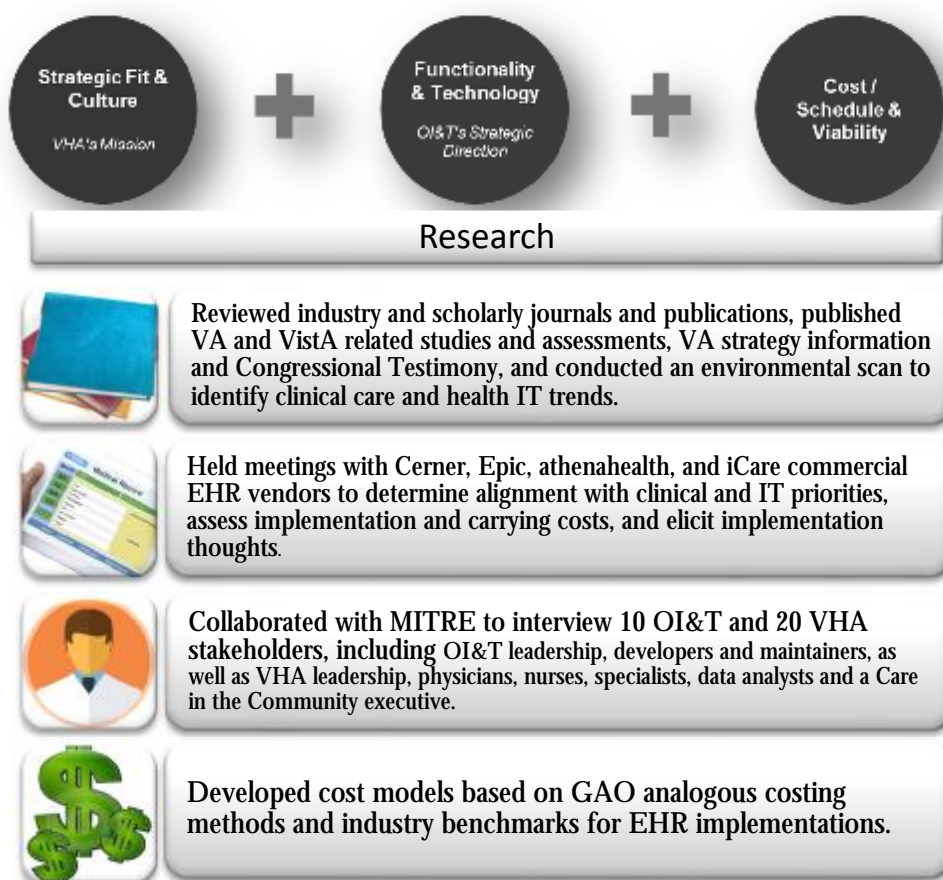 Strategic Fit &
Culture
VHA's Mission
Functionality
& Technology
OI&T's Strategic
Direction
Cost /
Schedule &
Viability
Research
Reviewed industry and scholarly journals and publications, published
VA and VistA related studies and assessments, VA strategy information
and Congressional Testimony, and conducted an environmental scan to
identify clinical care and health IT trends.
Held meetings with Cerner, Epic, athenahealth, and iCare commercial
EHR vendors to determine alignment with clinical and IT priorities,
assess implementation and carrying costs, and elicit implementation
thoughts.
Collaborated with MITRE to interview 10 OI&T and 20 VHA
stakeholders, including OI&T leadership, developers and maintainers, as
well as VHA leadership, physicians, nurses, specialists, data analysts and a Care
in the Community executive.
Developed cost models based on GAO analogous costing
methods and industry benchmarks for EHR implementations.